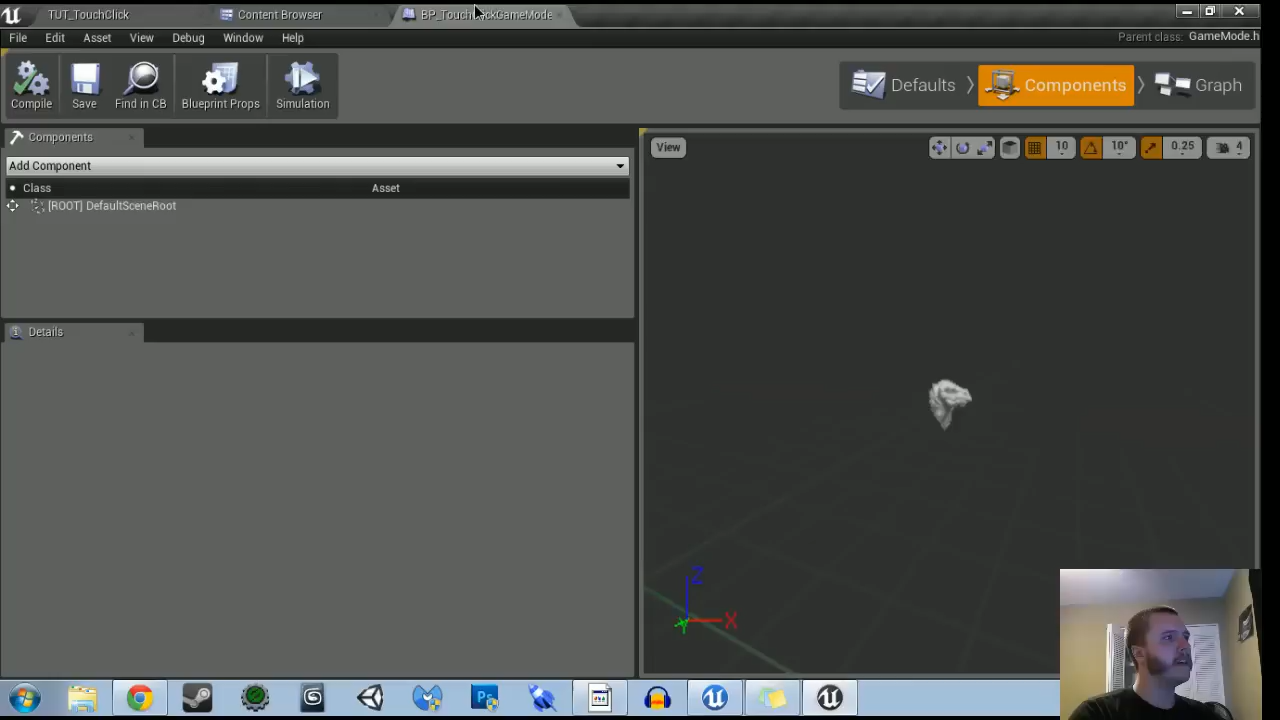 TUT_TouchClick
Content Browser
BP_TouchClickGameMode
File Edit Asset View Debug Window Help
Parent class: GameMode.h
Compile Save Find in CB Blueprint Props Simulation
Defaults Components Graph
Components
Add Component
Class Asset
[ROOT] DefaultSceneRoot
Details
View
10 10° 0.25 4
Z
X
Y
Ps